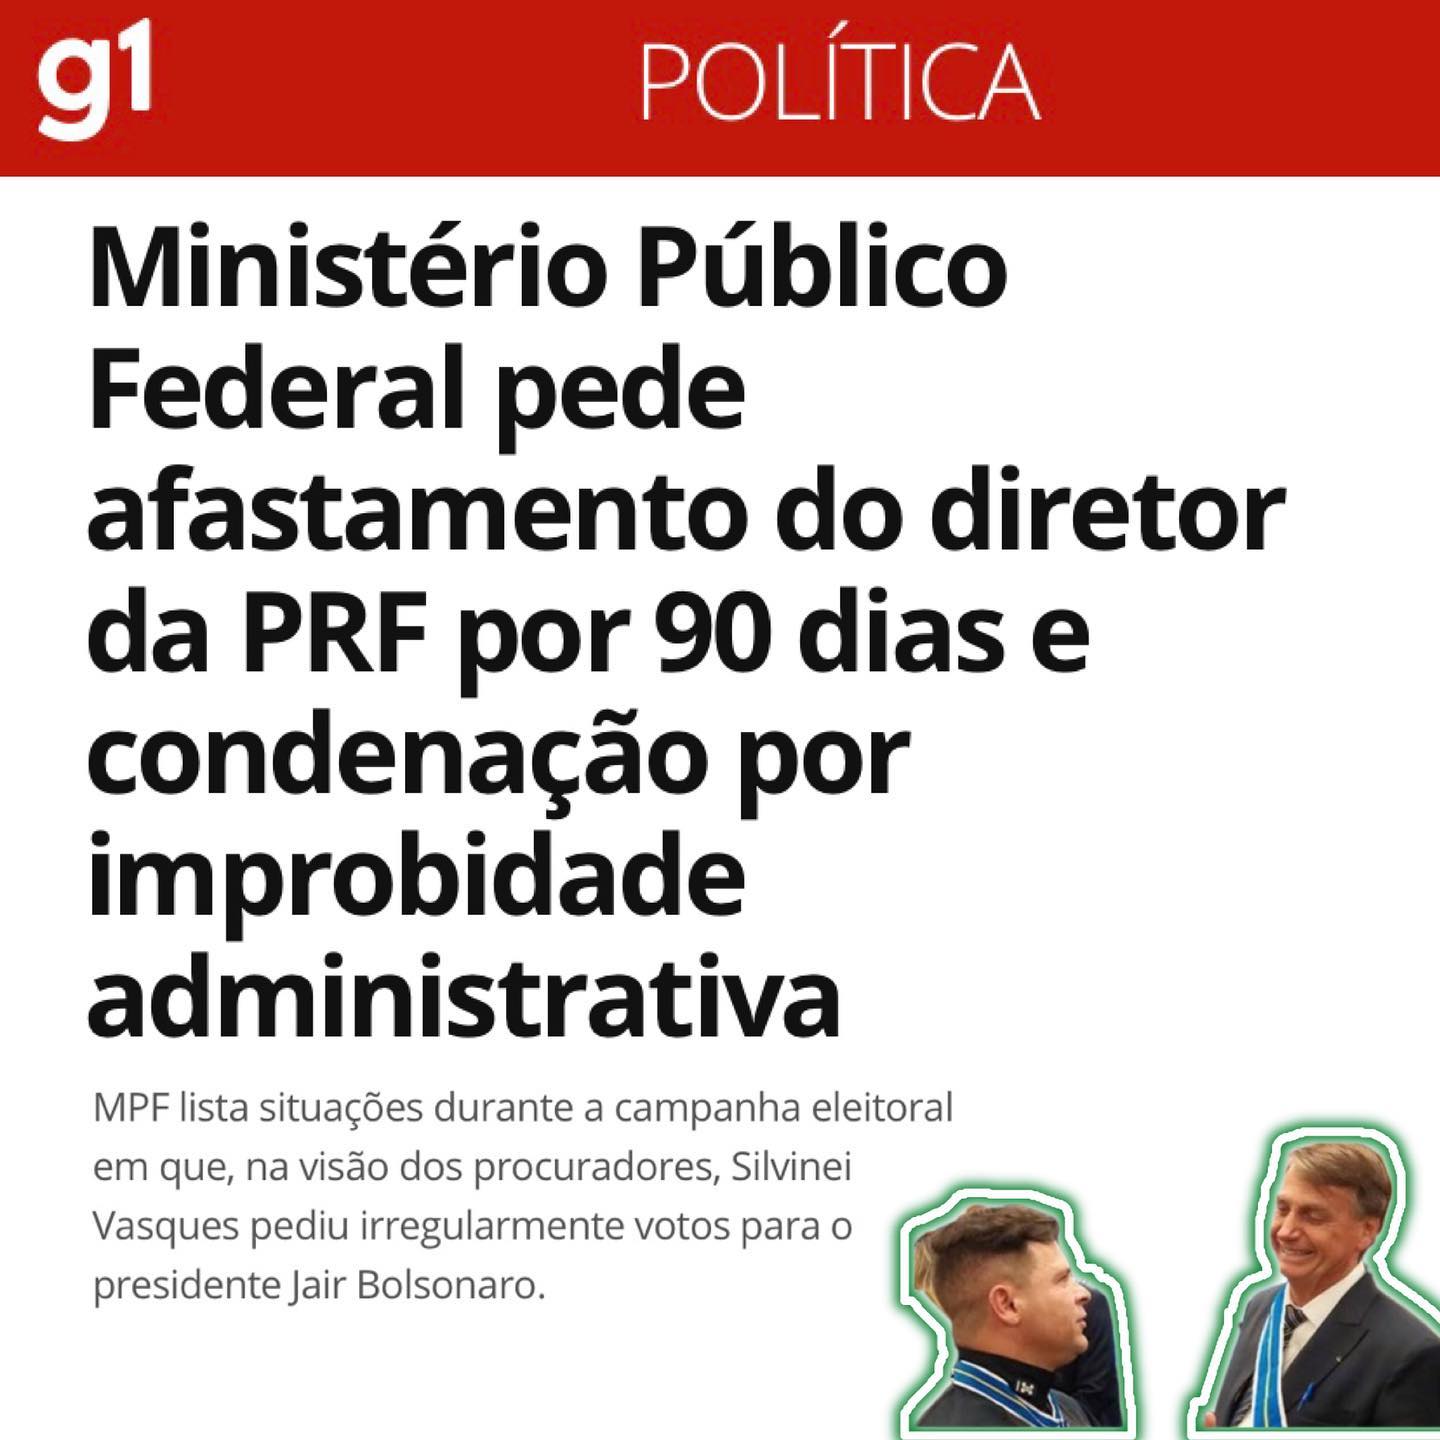 g1
POLÍTICA
Ministério Público
Federal pede
afastamento do diretor
da PRF por 90 dias e
condenação por
improbidade
administrativa
MPF lista situações durante a campanha eleitoral
em que, na visão dos procuradores, Silvinei
Vasques pediu irregularmente votos para o
presidente Jair Bolsonaro.